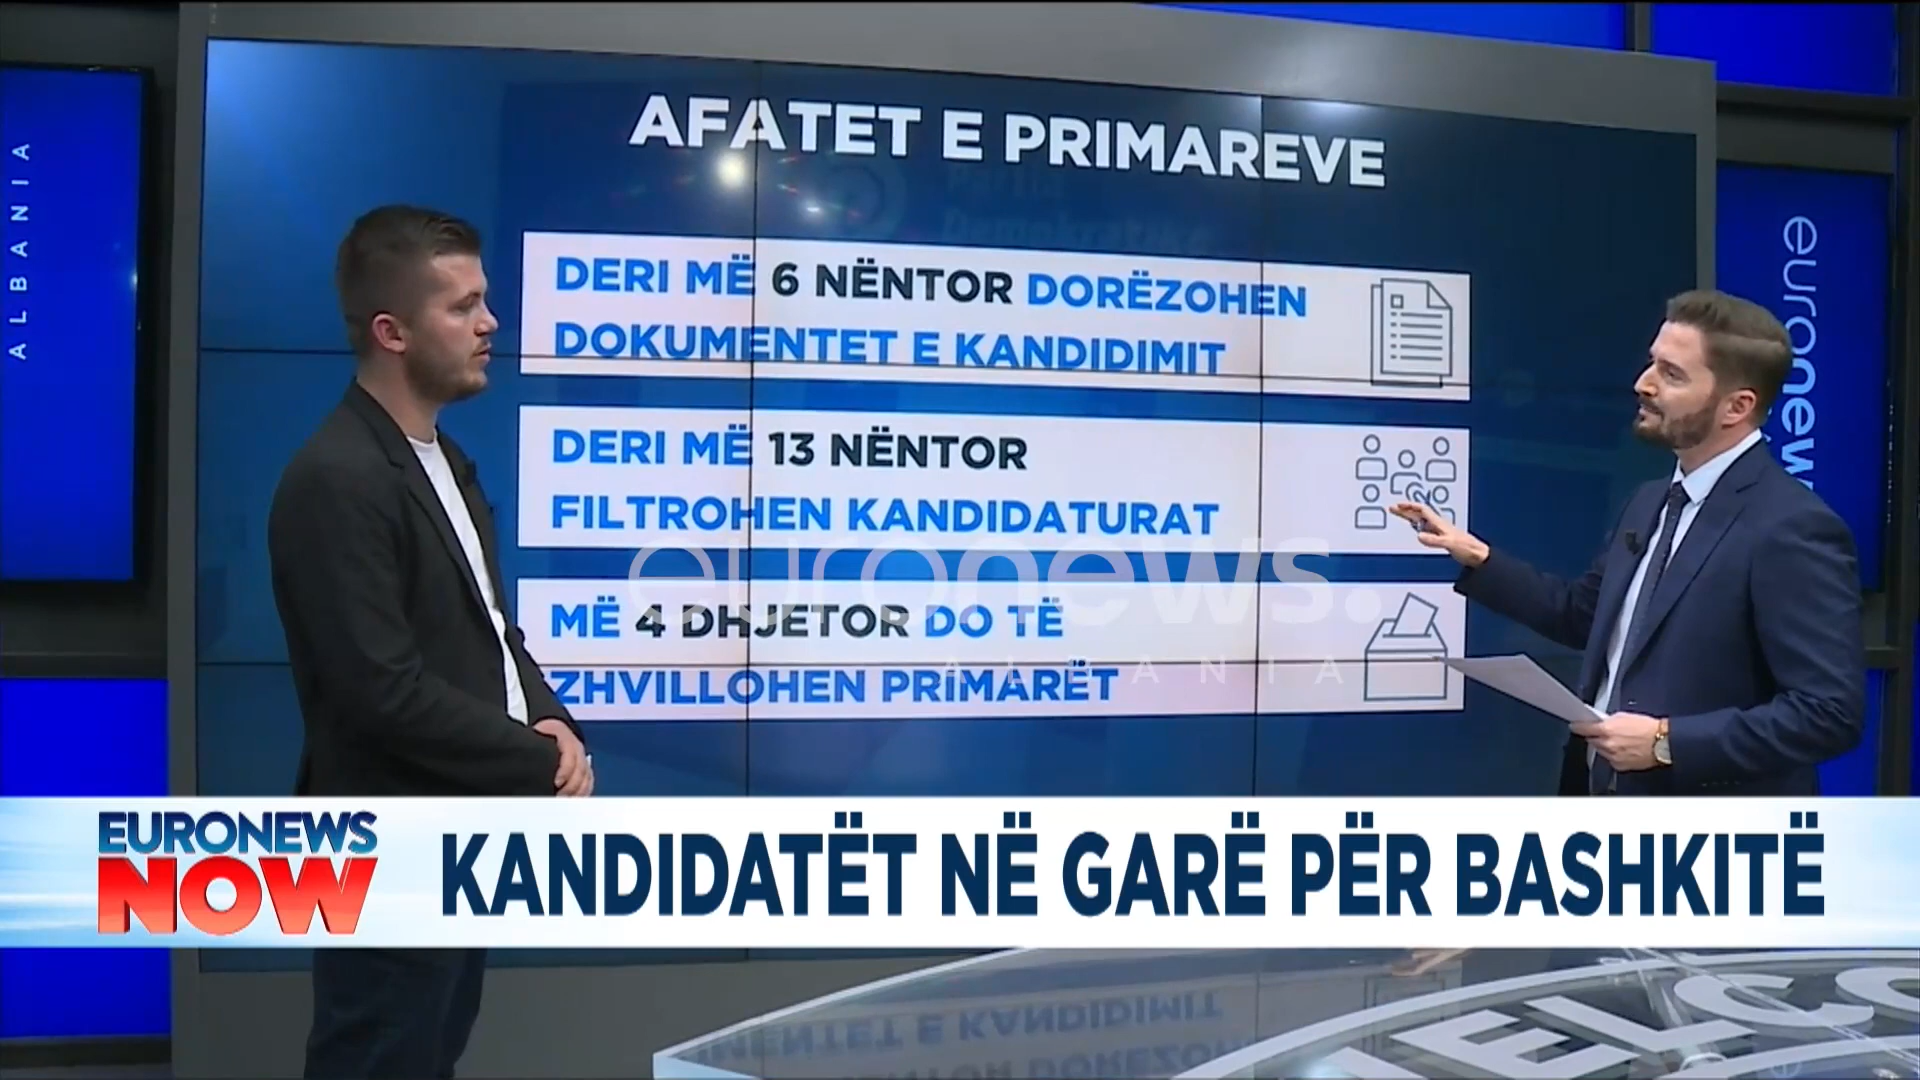 ALBANIA
AFATET E PRIMAREVE
DERI MË 6 NËNTOR DORËZOHEN
DOKUMENTET E KANDIDIMIT
DERI MË 13 NËNTOR
FILTROHEN KANDIDATURAT
MË 4 DHJETOR DO TË
ZHVILLOHEN PRIMARET
euronews.
ALBANIA
euronews
EURONEWS
NOW
KANDIDATËT NË GARË PËR BASHKITË